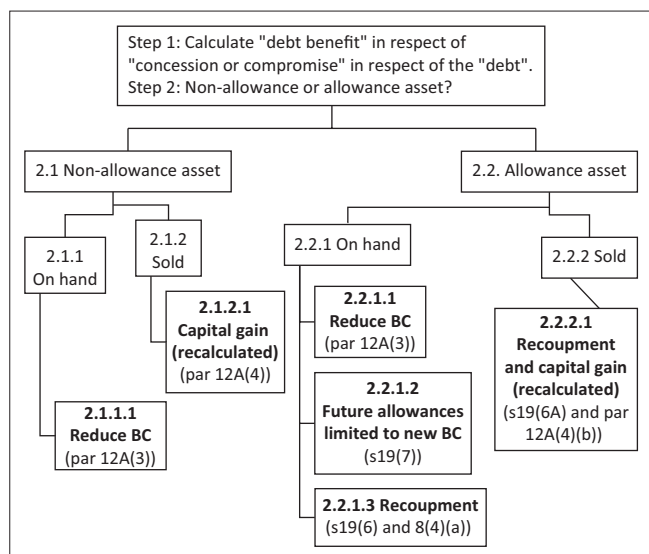 Step 1: Calculate "debt benefit" in respect of
"concession or compromise" in respect of the "debt".
Step 2: Non-allowance or allowance asset?
2.1 Non-allowance asset
2.2. Allowance asset
2.1.1
On hand
2.1.2
Sold
2.2.1 On hand
2.2.2 Sold
2.1.2.1
Capital gain
(recalculated)
(par 12A(4))
2.1.1.1
Reduce BC
(par 12A(3))
2.2.1.1
Reduce BC
(par 12A(3))
2.2.1.2
Future allowances
limited to new BC
(s19(7))
2.2.1.3 Recoupment
(s19(6) and 8(4)(a))
2.2.2.1
Recoupment
and capital gain
(recalculated)
(s19(6A) and par
12A(4)(b))